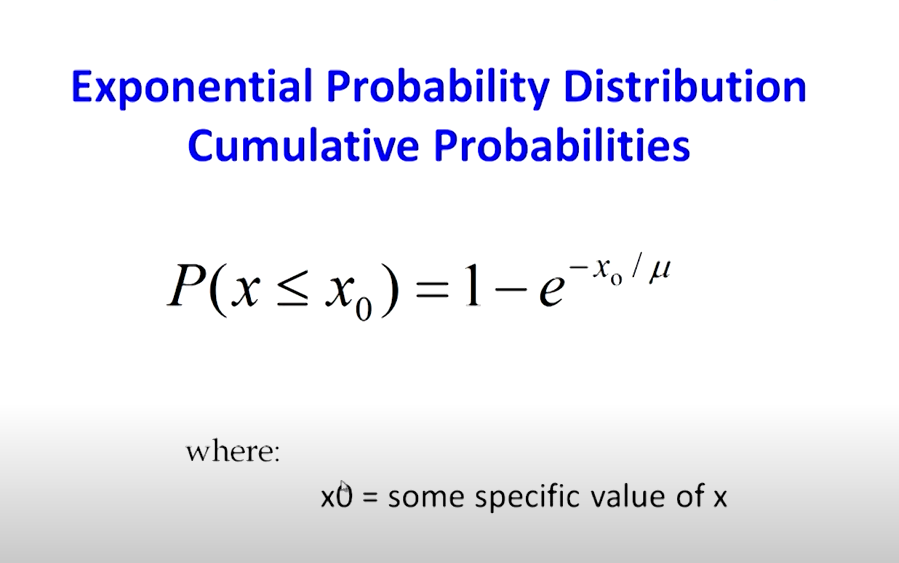 Exponential Probability Distribution
Cumulative Probabilities
P(x ≤ x₀) = 1 − e^{−x₀/μ}
where:
x0 = some specific value of x